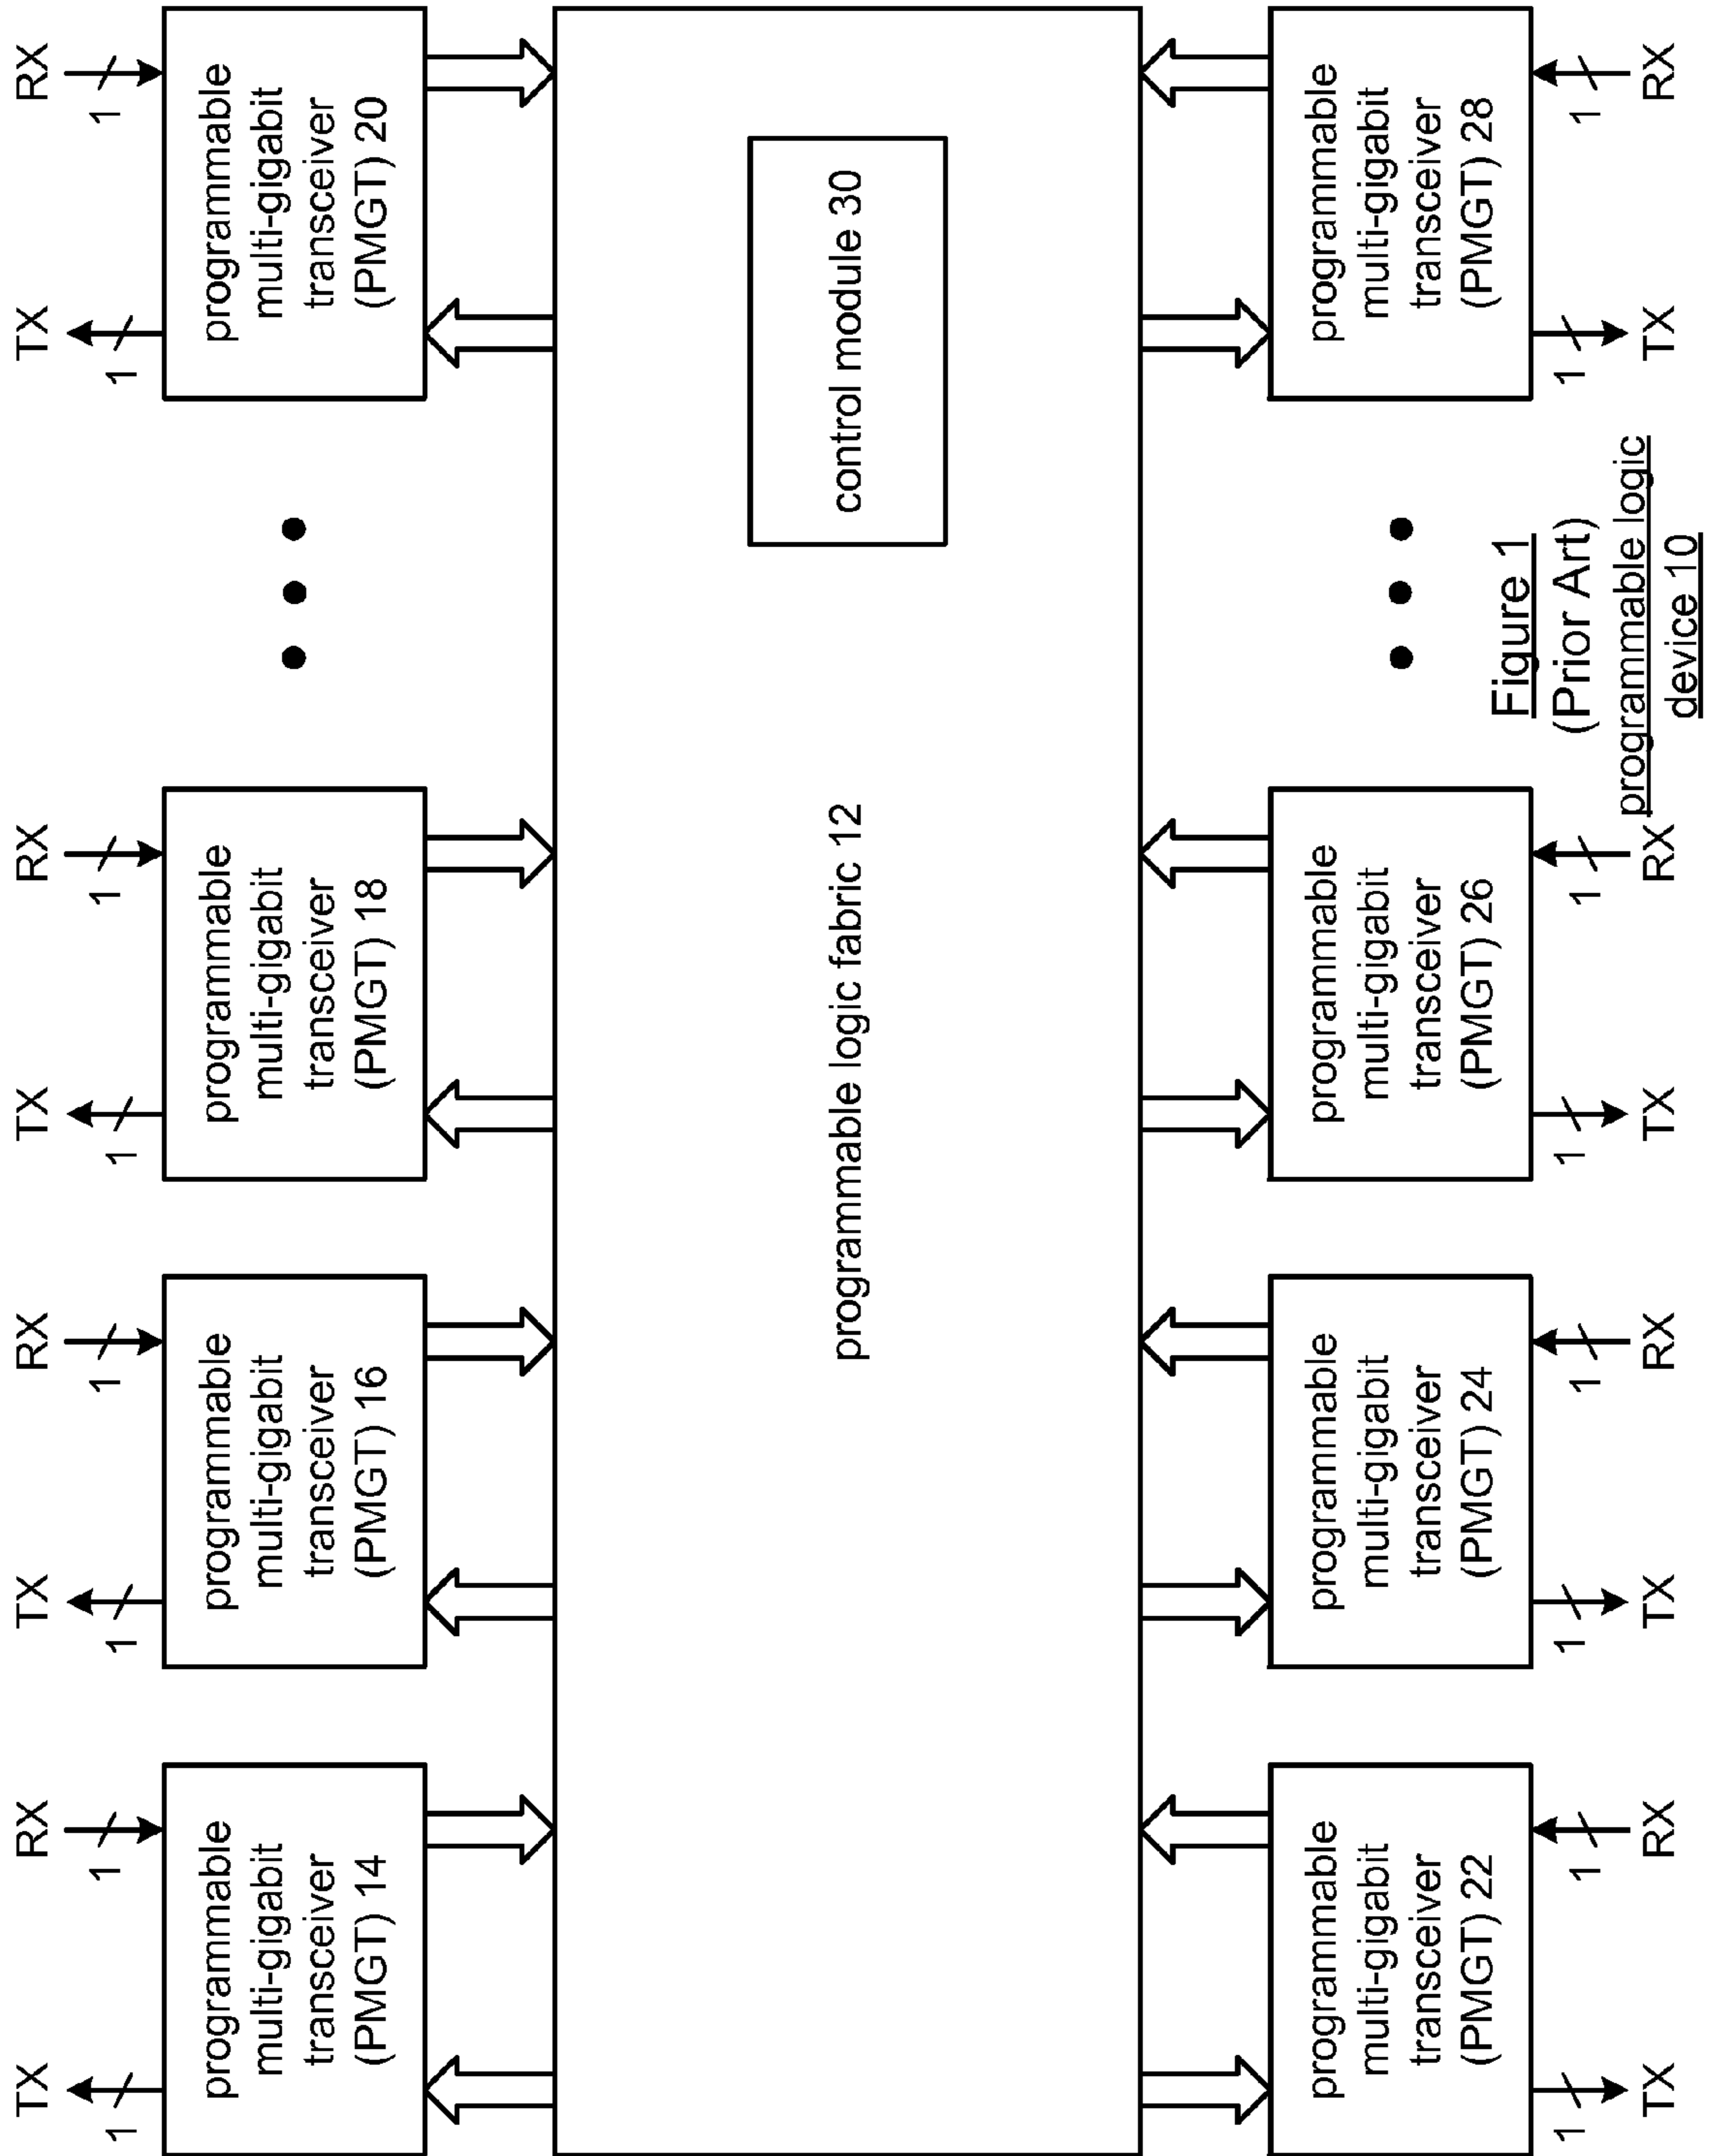 TX
RX
TX
RX
TX
RX
TX
RX
1
1
1
1
1
1
1
1
programmable
multi-gigabit
transceiver
(PMGT) 14
programmable
multi-gigabit
transceiver
(PMGT) 16
programmable
multi-gigabit
transceiver
(PMGT) 18
programmable
multi-gigabit
transceiver
(PMGT) 20
programmable logic fabric 12
control module 30
programmable
multi-gigabit
transceiver
(PMGT) 22
programmable
multi-gigabit
transceiver
(PMGT) 24
programmable
multi-gigabit
transceiver
(PMGT) 26
programmable
multi-gigabit
transceiver
(PMGT) 28
1
1
1
1
1
1
1
1
TX
RX
TX
RX
TX
RX
TX
RX
Figure 1
(Prior Art)
programmable logic
device 10